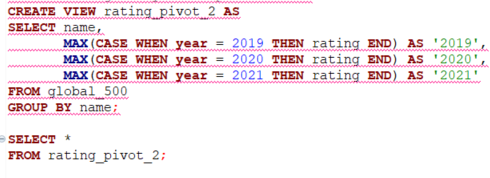 CREATE VIEW rating_pivot_2 AS
SELECT name,
MAX(CASE WHEN year = 2019 THEN rating END) AS '2019',
MAX(CASE WHEN year = 2020 THEN rating END) AS '2020',
MAX(CASE WHEN year = 2021 THEN rating END) AS '2021'
FROM global_500
GROUP BY name;
SELECT *
FROM rating_pivot_2;